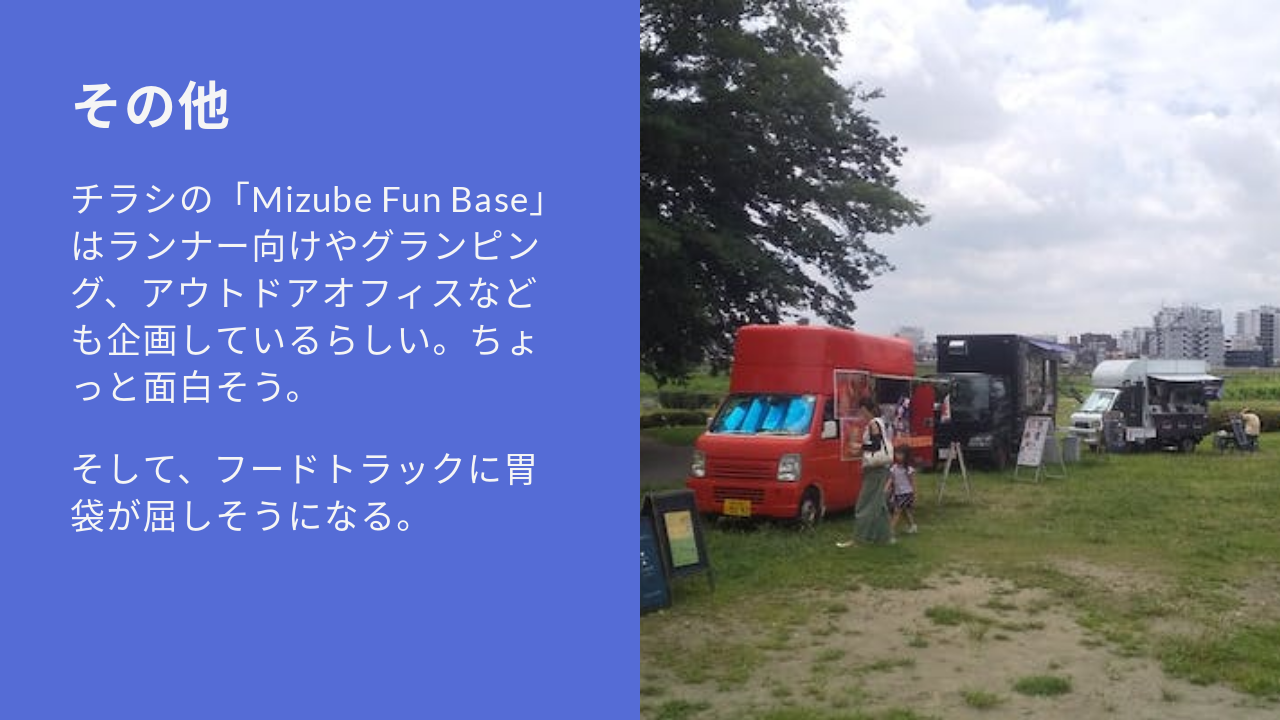 その他
チラシの「Mizube Fun Base」
はランナー向けやグランピン
グ、アウトドアオフィスなど
も企画しているらしい。ちょ
っと面白そう。
そして、フードトラックに胃
袋が屈しそうになる。